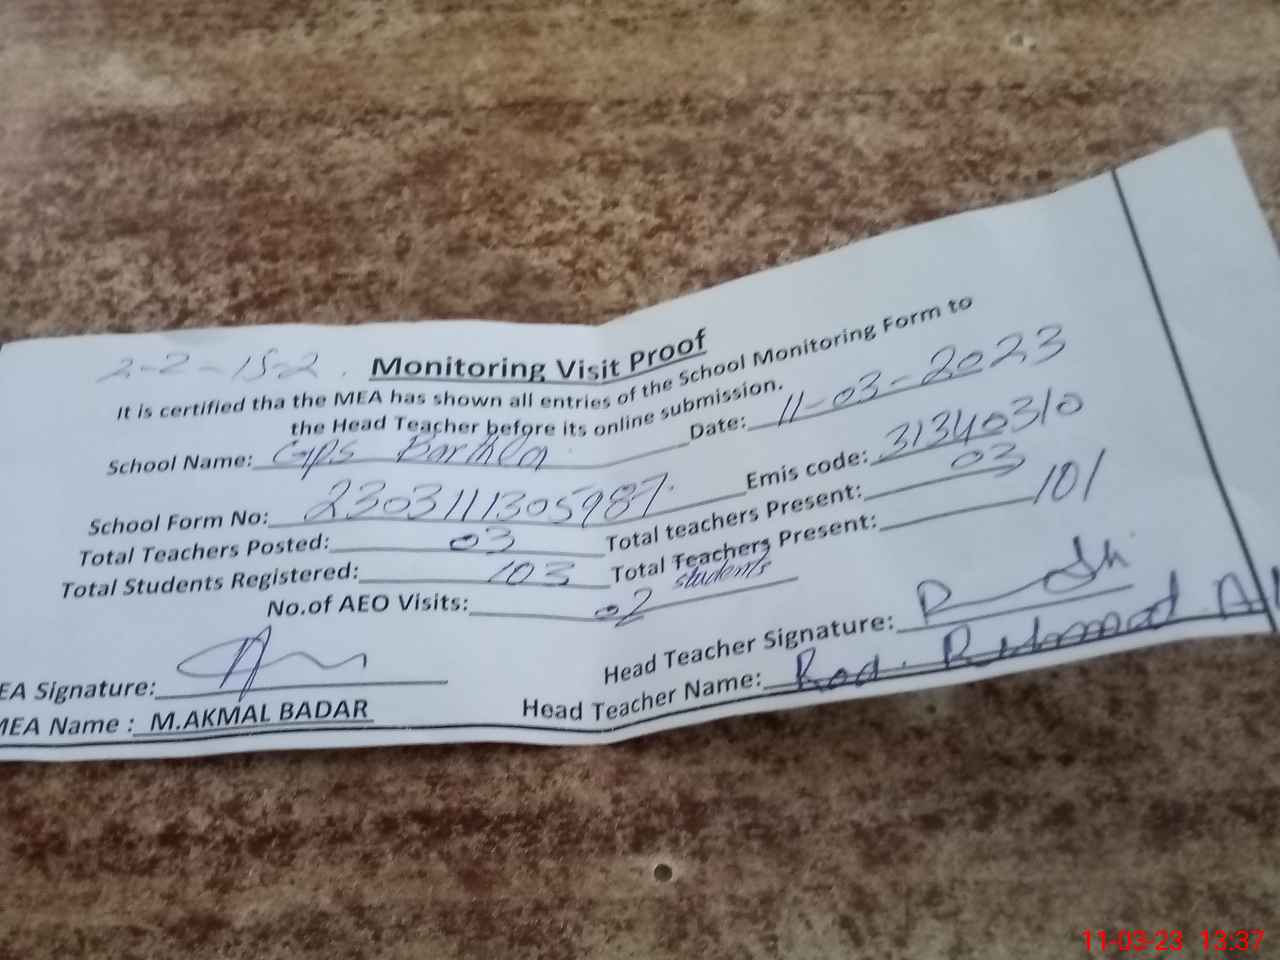 2-2-15-2
Monitoring Visit Proof
It is certified tha the MEA has shown all entries of the School Monitoring Form to
the Head Teacher before its online submission.
School Name: GPS Date: 11-03-2023
School Form No: 2303111305987 Emis code: 31340310
Total Teachers Posted: 03 Total teachers Present: 03
Total Students Registered: 103 Total Teachers Present: 101
students
No.of AEO Visits: 02
EA Signature: Head Teacher Signature:
MEA Name : M.AKMAL BADAR Head Teacher Name:
11-03-23 13:37